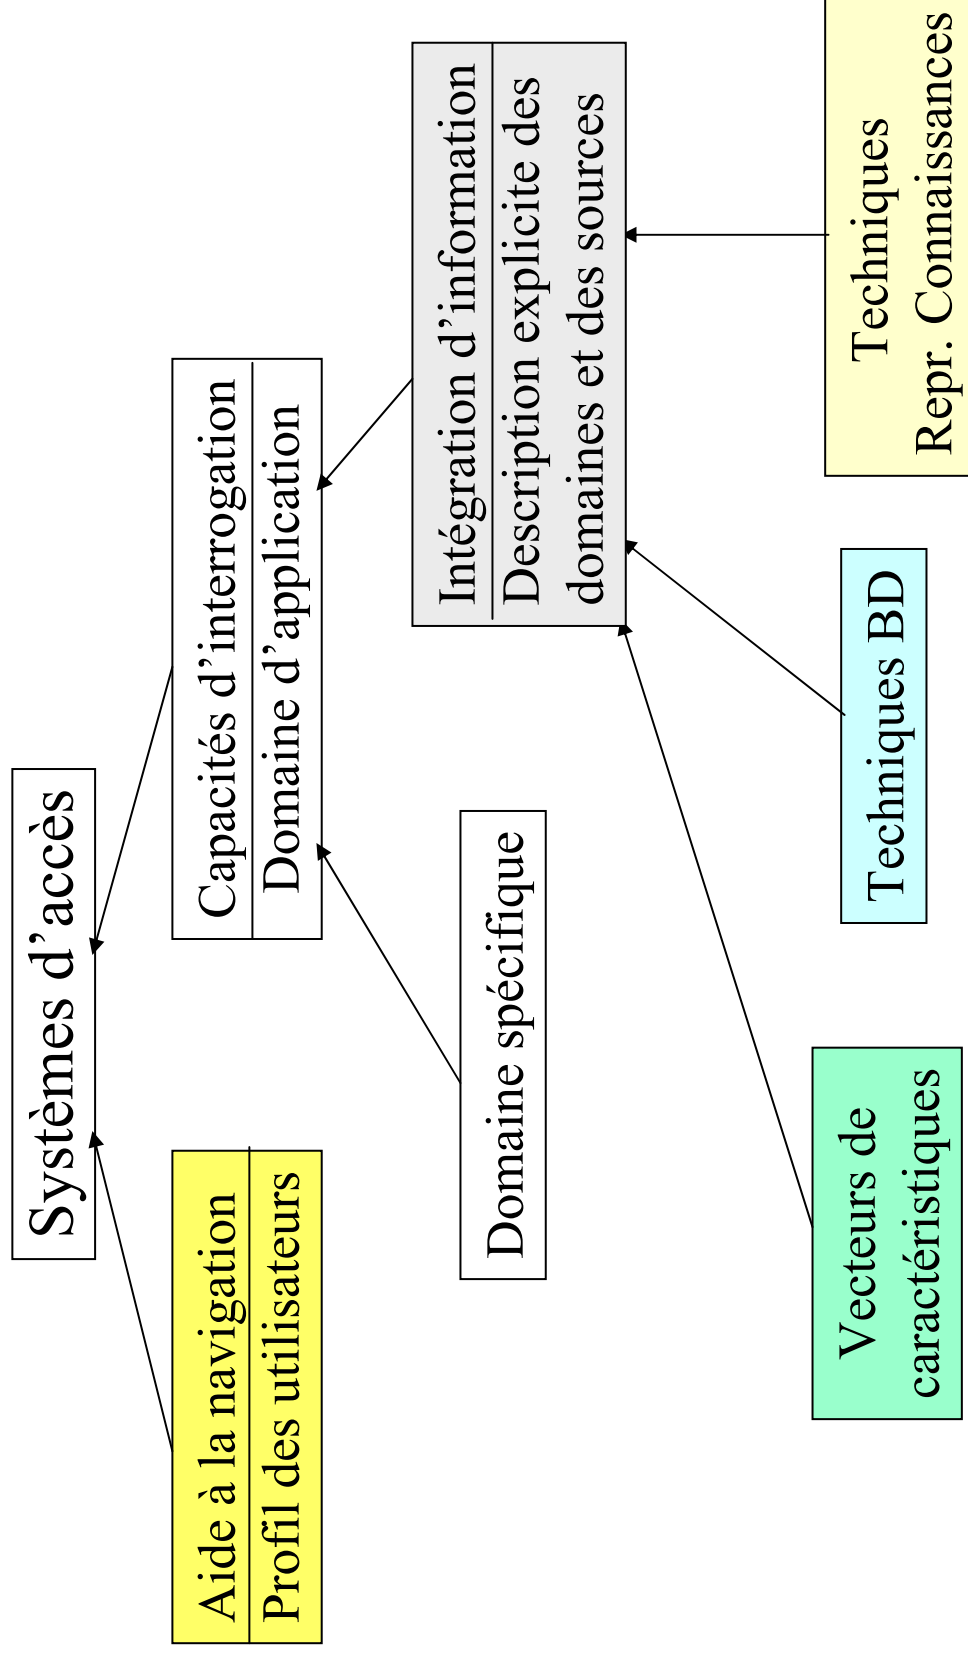 Systèmes d'accès
Aide à la navigation
Profil des utilisateurs
Capacités d'interrogation
Domaine d'application
Domaine spécifique
Intégration d'information
Description explicite des
domaines et des sources
Vecteurs de
caractéristiques
Techniques BD
Techniques
Repr. Connaissances